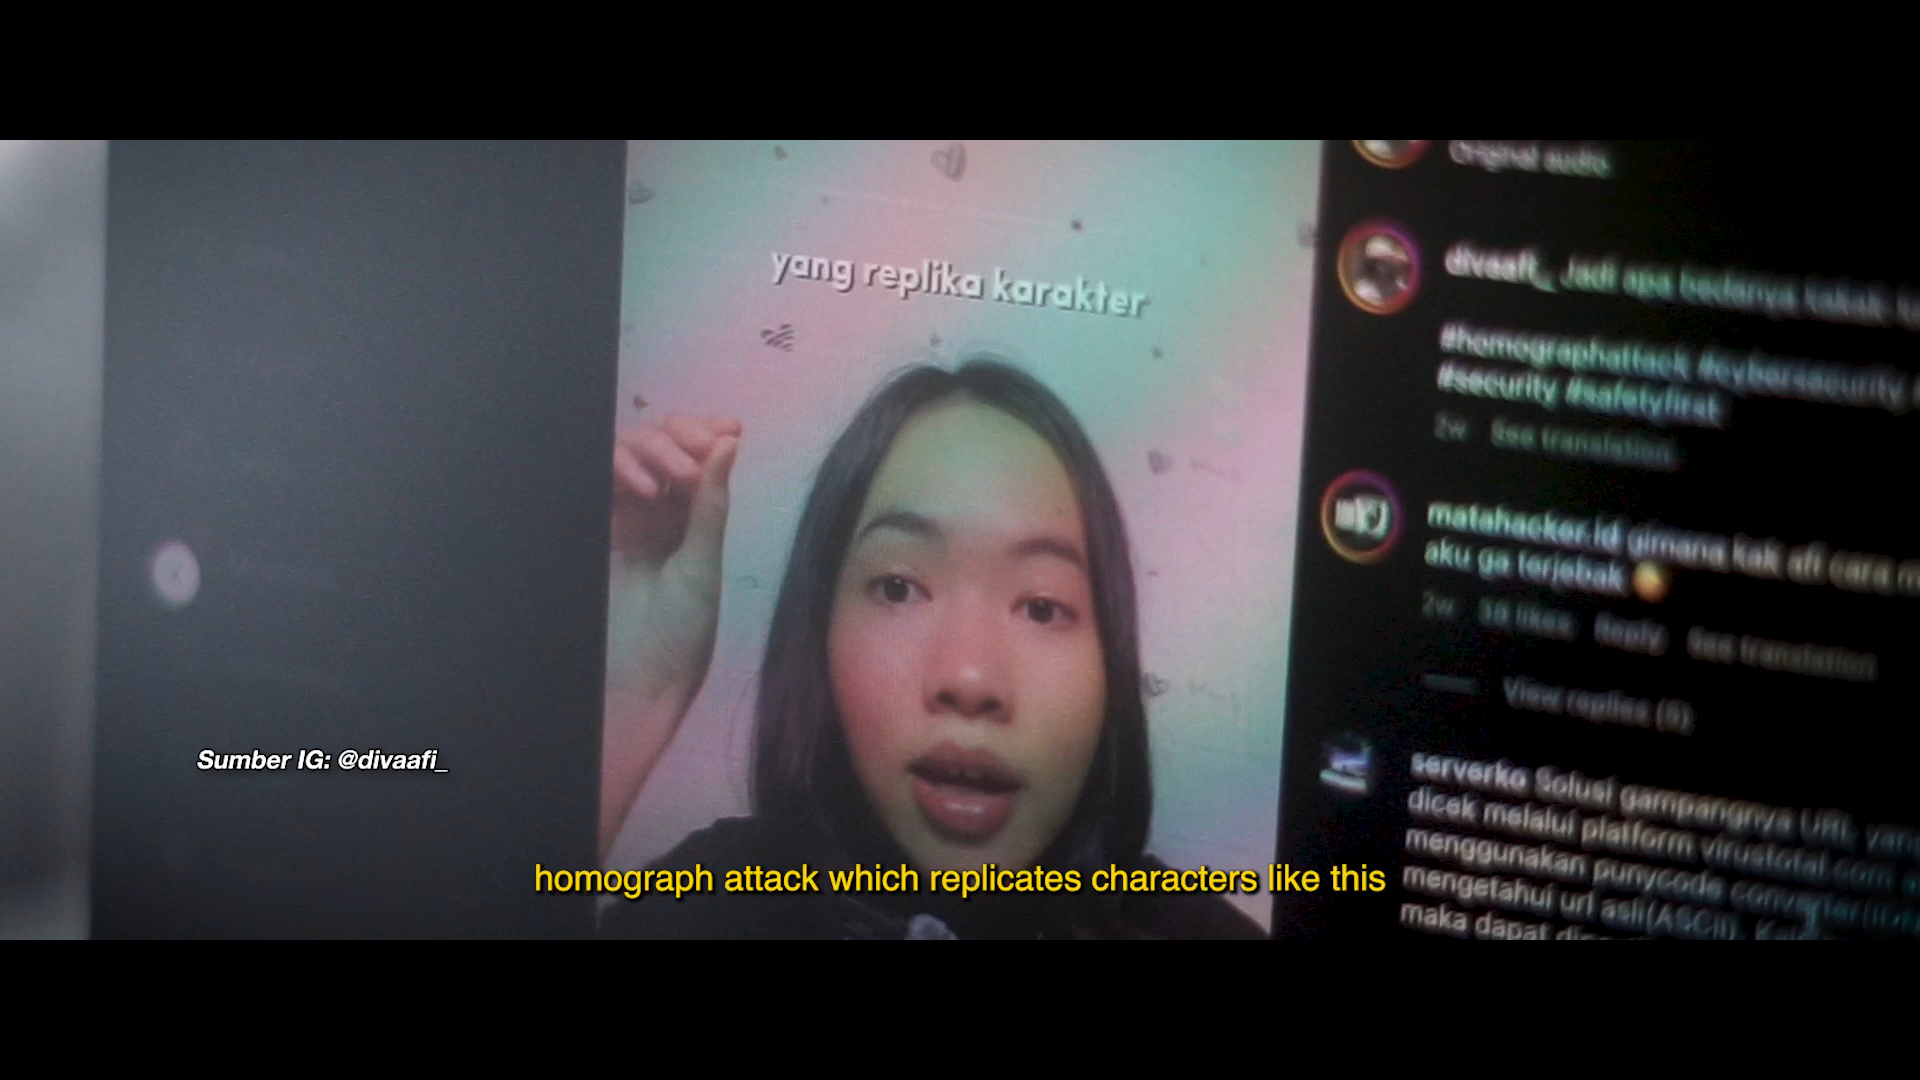 Original audio
yang replika karakter
divaafi_ Jadi apa bedanya kakak
#homographattack #cybersecurity
#security #safetyfirst
2w See translation
matahacker.id gimana kak afi cara
aku ga terjebak
2w 38 likes Reply See translation
View replies (5)
serverko Solusi gampangnya URL yang
dicek melalui platform virustotal.com
menggunakan punycode converter
mengetahui url asli(ASCII).
maka dapat
Sumber IG: @divaafi_
homograph attack which replicates characters like this